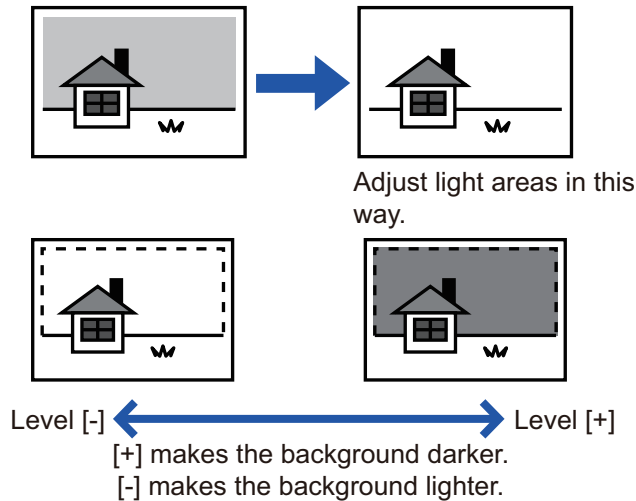 Adjust light areas in this
way.
Level [-]
Level [+]
[+] makes the background darker.
[-] makes the background lighter.